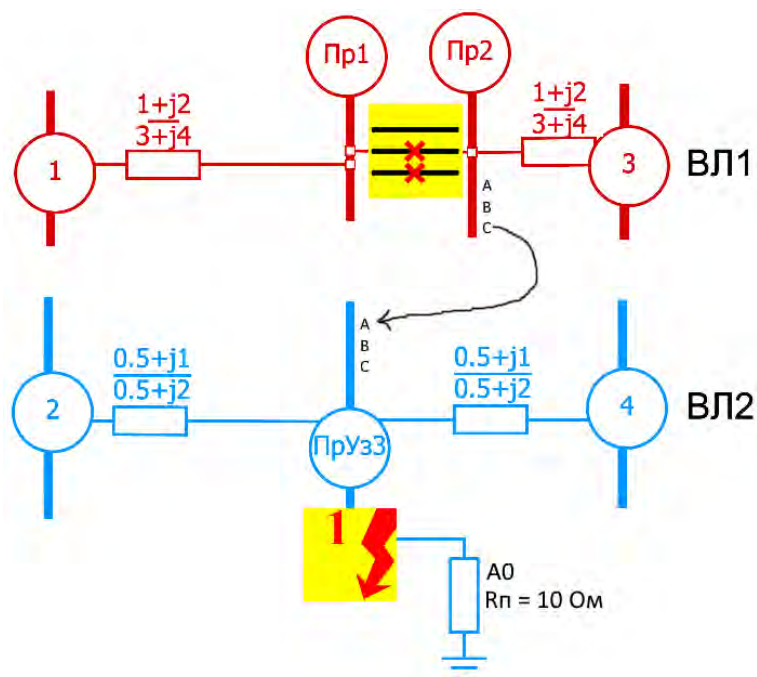 Пр1
Пр2
1+j2
3+j4
1+j2
3+j4
1
3
ВЛ1
A
B
C
A
B
C
0.5+j1
0.5+j2
0.5+j1
0.5+j2
2
4
ВЛ2
ПрУз3
1
A0
Rп = 10 Ом